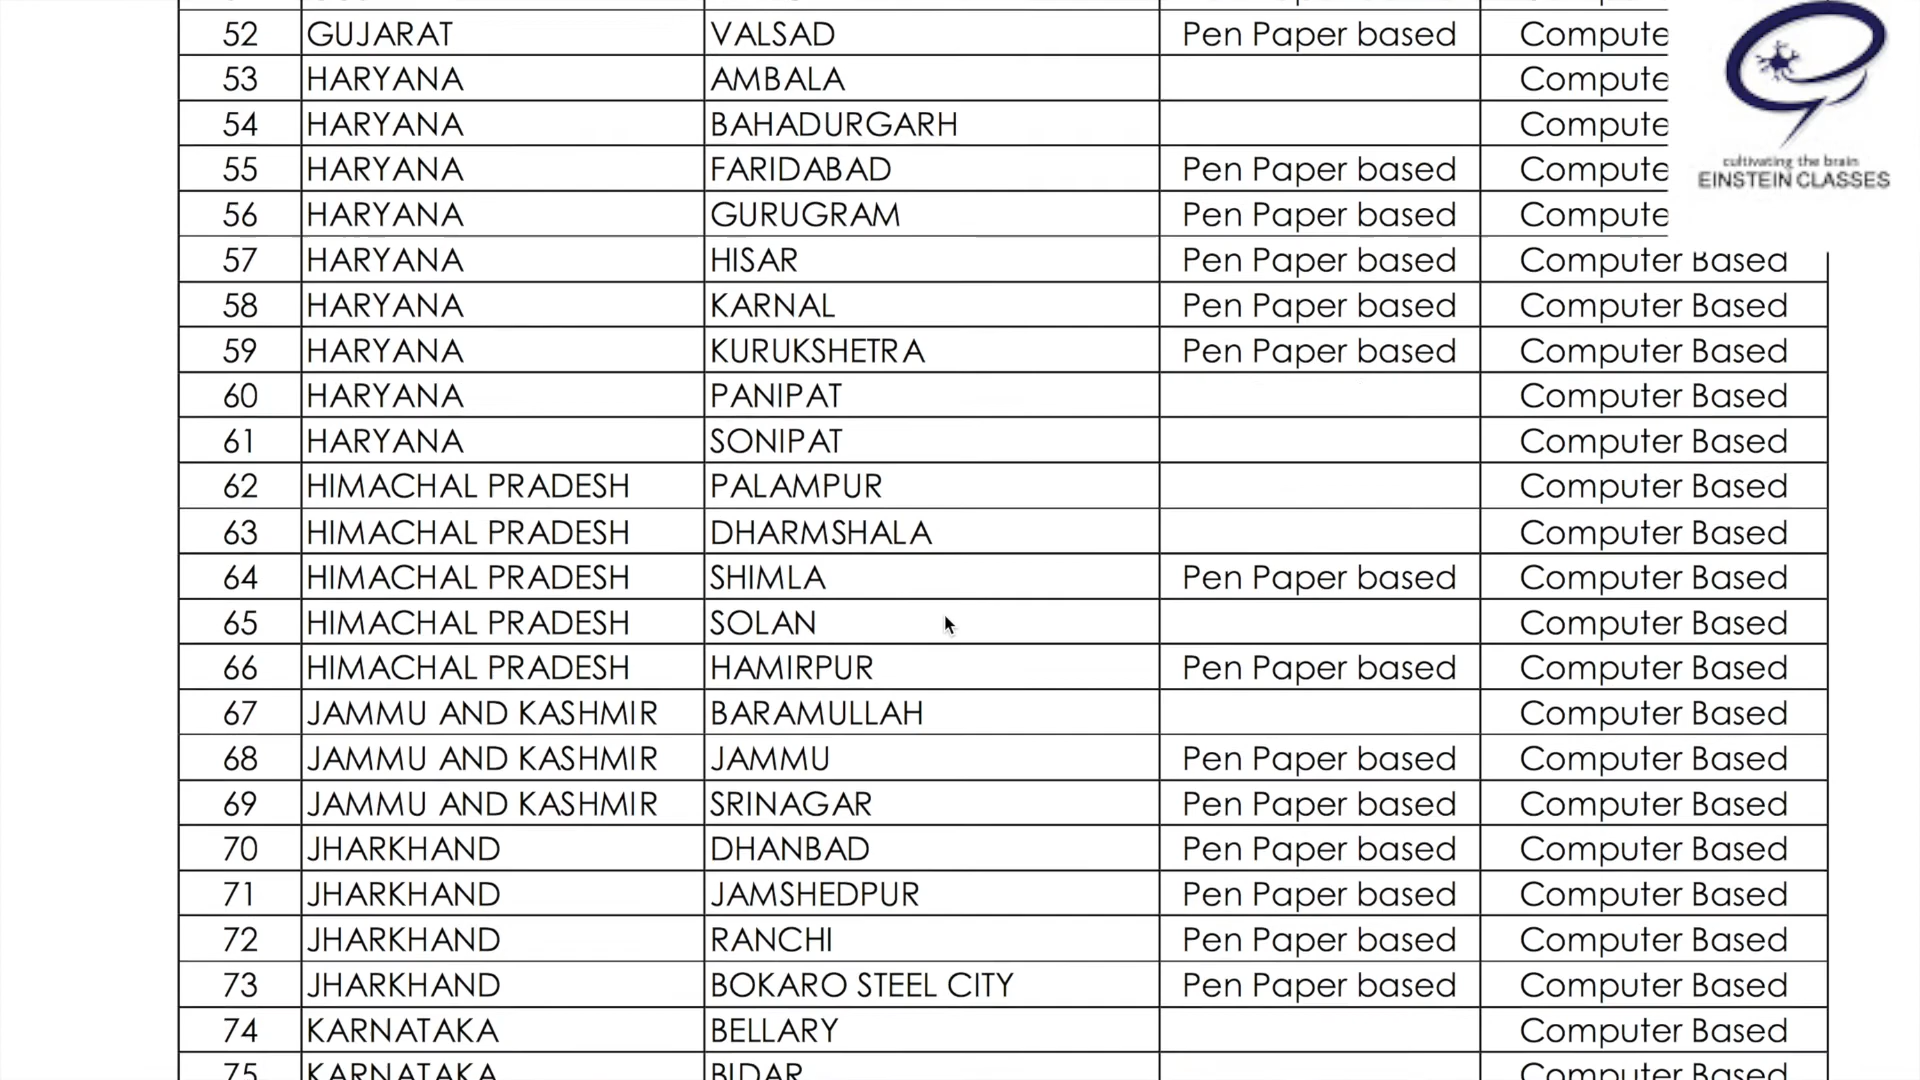 52 GUJARAT VALSAD Pen Paper based Compute
53 HARYANA AMBALA Compute
54 HARYANA BAHADURGARH Compute
55 HARYANA FARIDABAD Pen Paper based Compute
56 HARYANA GURUGRAM Pen Paper based Compute
57 HARYANA HISAR Pen Paper based Computer Based
58 HARYANA KARNAL Pen Paper based Computer Based
59 HARYANA KURUKSHETRA Pen Paper based Computer Based
60 HARYANA PANIPAT Computer Based
61 HARYANA SONIPAT Computer Based
62 HIMACHAL PRADESH PALAMPUR Computer Based
63 HIMACHAL PRADESH DHARMSHALA Computer Based
64 HIMACHAL PRADESH SHIMLA Pen Paper based Computer Based
65 HIMACHAL PRADESH SOLAN Computer Based
66 HIMACHAL PRADESH HAMIRPUR Pen Paper based Computer Based
67 JAMMU AND KASHMIR BARAMULLAH Computer Based
68 JAMMU AND KASHMIR JAMMU Pen Paper based Computer Based
69 JAMMU AND KASHMIR SRINAGAR Pen Paper based Computer Based
70 JHARKHAND DHANBAD Pen Paper based Computer Based
71 JHARKHAND JAMSHEDPUR Pen Paper based Computer Based
72 JHARKHAND RANCHI Pen Paper based Computer Based
73 JHARKHAND BOKARO STEEL CITY Pen Paper based Computer Based
74 KARNATAKA BELLARY Computer Based
75 KARNATAKA BIDAR Computer Based
cultivating the brain
EINSTEIN CLASSES